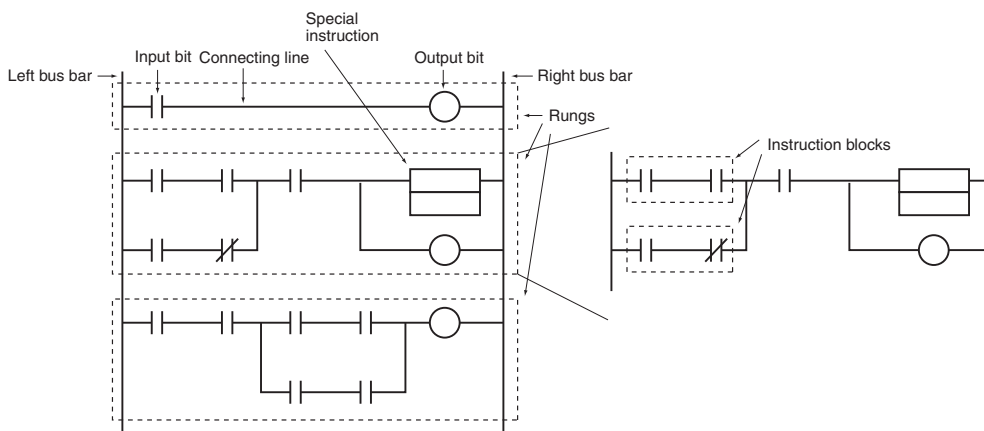 Special
instruction
Input bit
Connecting line
Output bit
Left bus bar
Right bus bar
Rungs
Instruction blocks